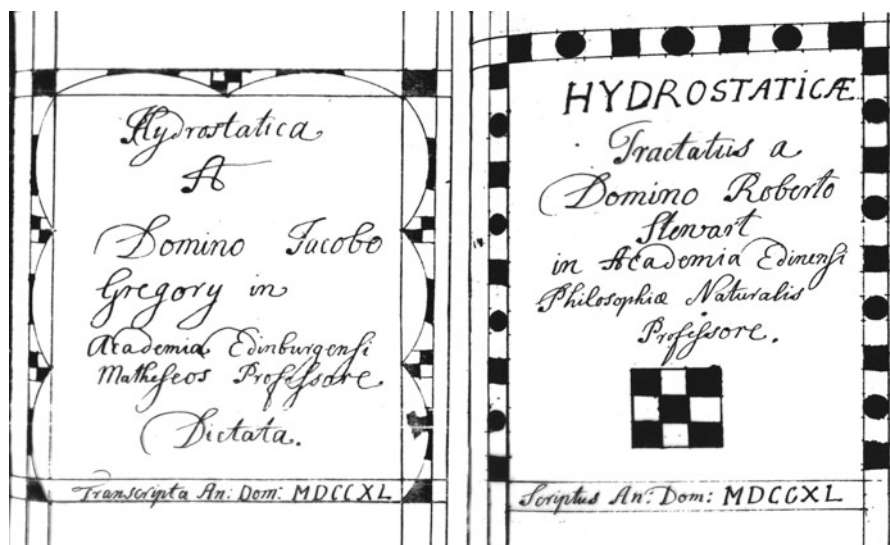 Hydrostatica
A
Domino Jacobo
Gregory in
Academia Edinburgensi
Matheseos Professore
Dictata.
Transcripta An: Dom: MDCCXL
HYDROSTATICÆ
Tractatus a
Domino Roberto
Stewart
in Academia Edinensi
Philosophiæ Naturalis
Professore.
Scriptus An: Dom: MDCCXL